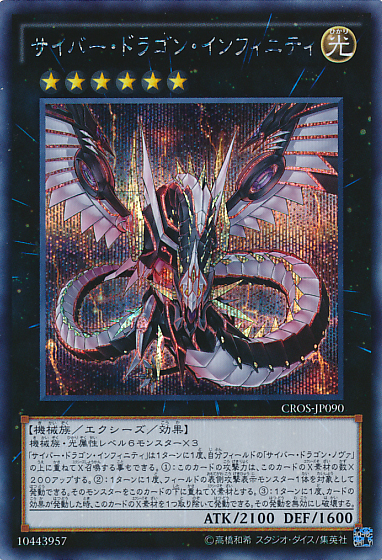 サイバー・ドラゴン・インフィニティ
光
CROS-JP090
【機械族／エクシーズ／効果】
機械族・光属性レベル6モンスター×3
「サイバー・ドラゴン・インフィニティ」は1ターンに1度、自分フィールドの「サイバー・ドラゴン・ノヴァ」
の上に重ねてX召喚する事もできる。①：このカードの攻撃力は、このカードのX素材の数×
200アップする。②：1ターンに1度、フィールドの表側攻撃表示モンスター1体を対象として
発動できる。そのモンスターをこのカードの下に重ねてX素材とする。③：1ターンに1度、カードの
効果が発動した時、このカードのX素材を1つ取り除いて発動できる。その発動を無効にし破壊する。
ATK/2100 DEF/1600
10443957
©高橋和希 スタジオ・ダイス/集英社